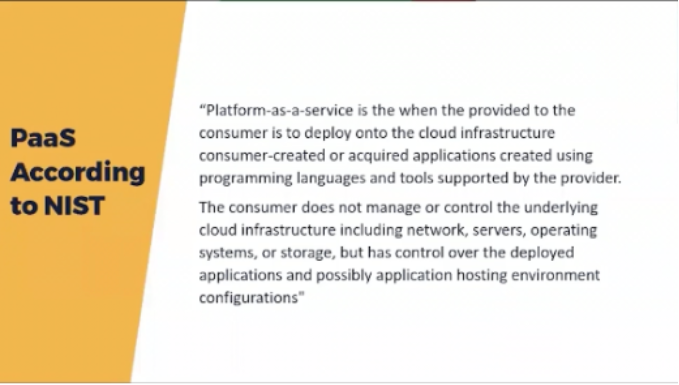 PaaS
According
to NIST
“Platform-as-a-service is the when the provided to the
consumer is to deploy onto the cloud infrastructure
consumer-created or acquired applications created using
programming languages and tools supported by the provider.
The consumer does not manage or control the underlying
cloud infrastructure including network, servers, operating
systems, or storage, but has control over the deployed
applications and possibly application hosting environment
configurations”